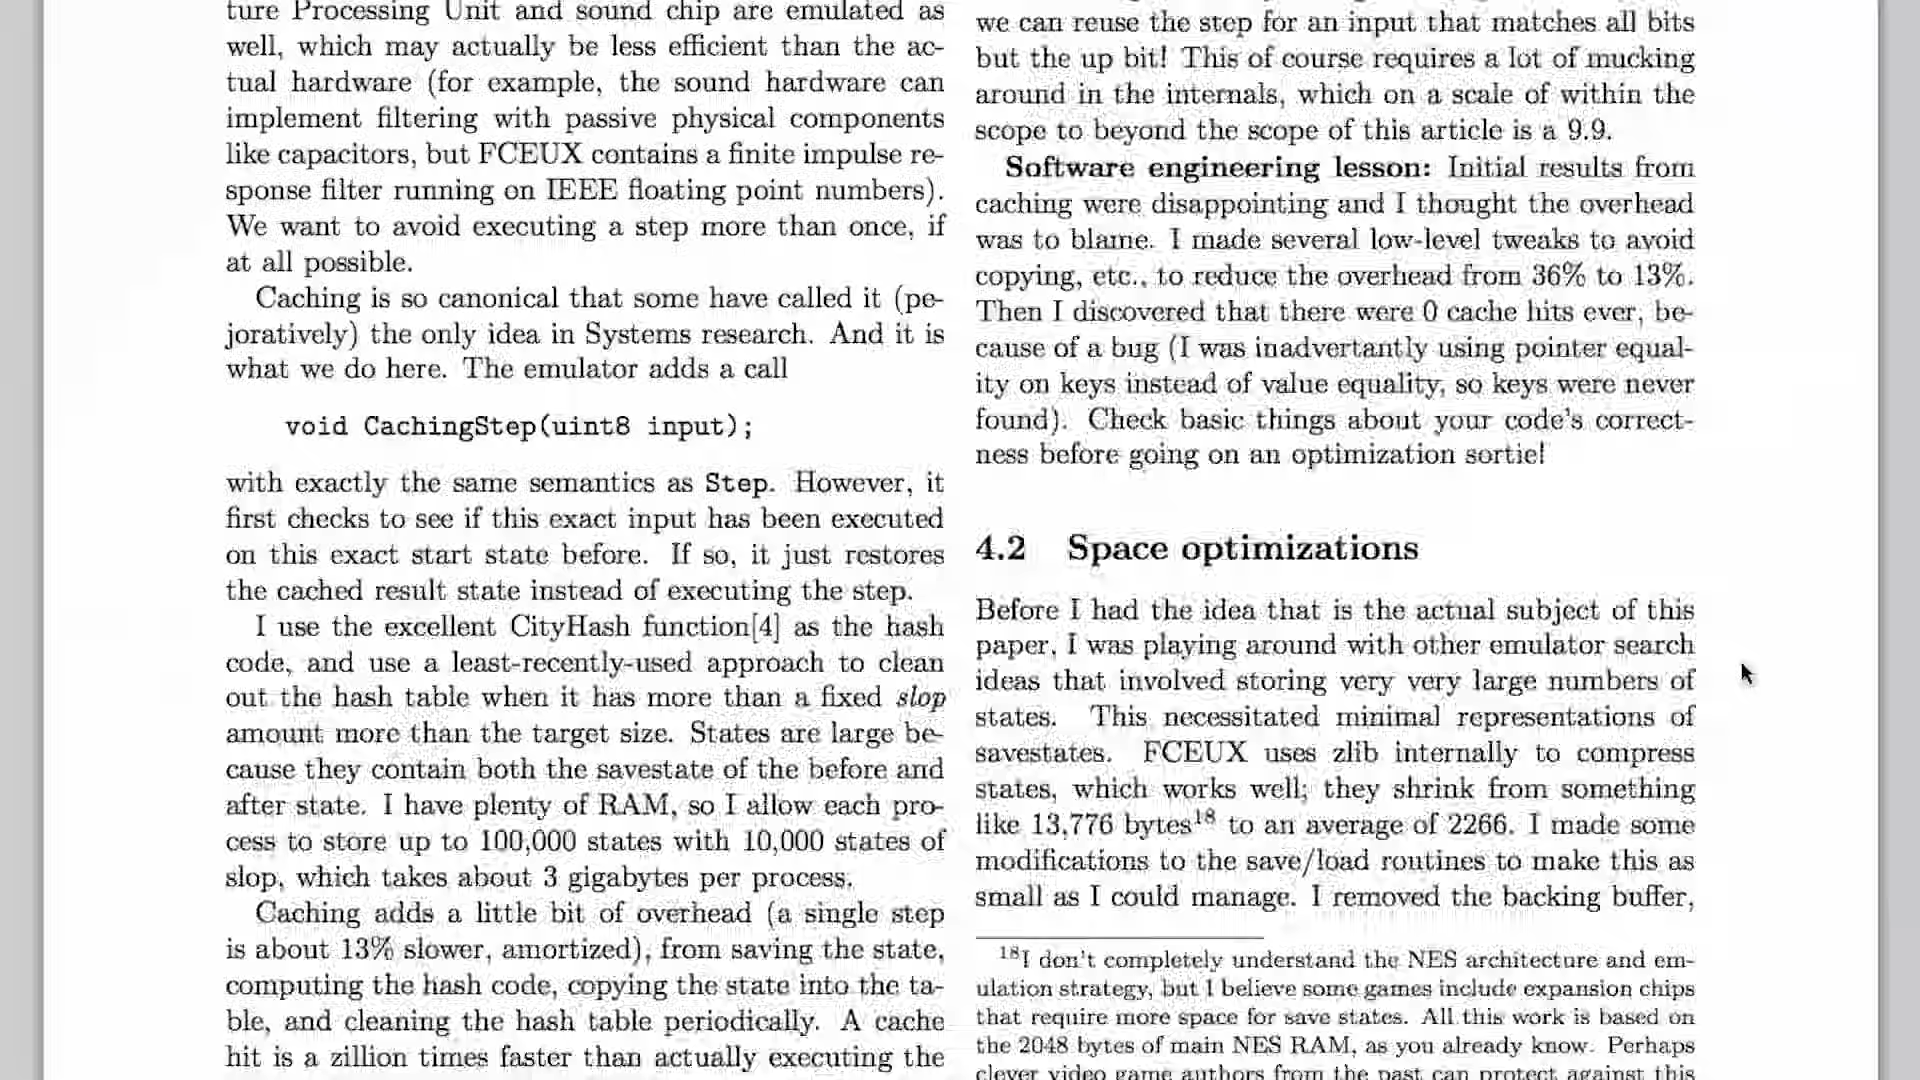 ture Processing Unit and sound chip are emulated as
well, which may actually be less efficient than the ac-
tual hardware (for example, the sound hardware can
implement filtering with passive physical components
like capacitors, but FCEUX contains a finite impulse re-
sponse filter running on IEEE floating point numbers).
We want to avoid executing a step more than once, if
at all possible.
Caching is so canonical that some have called it (pe-
joratively) the only idea in Systems research. And it is
what we do here. The emulator adds a call
void CachingStep(uint8 input);
with exactly the same semantics as Step. However, it
first checks to see if this exact input has been executed
on this exact start state before. If so, it just restores
the cached result state instead of executing the step.
I use the excellent CityHash function[4] as the hash
code, and use a least-recently-used approach to clean
out the hash table when it has more than a fixed slop
amount more than the target size. States are large be-
cause they contain both the savestate of the before and
after state. I have plenty of RAM, so I allow each pro-
cess to store up to 100,000 states with 10,000 states of
slop, which takes about 3 gigabytes per process.
Caching adds a little bit of overhead (a single step
is about 13% slower, amortized), from saving the state,
computing the hash code, copying the state into the ta-
ble, and cleaning the hash table periodically. A cache
hit is a zillion times faster than actually executing the
we can reuse the step for an input that matches all bits
but the up bit! This of course requires a lot of mucking
around in the internals, which on a scale of within the
scope to beyond the scope of this article is a 9.9.
Software engineering lesson: Initial results from
caching were disappointing and I thought the overhead
was to blame. I made several low-level tweaks to avoid
copying, etc., to reduce the overhead from 36% to 13%.
Then I discovered that there were 0 cache hits ever, be-
cause of a bug (I was inadvertantly using pointer equal-
ity on keys instead of value equality, so keys were never
found). Check basic things about your code's correct-
ness before going on an optimization sortie!
4.2 Space optimizations
Before I had the idea that is the actual subject of this
paper, I was playing around with other emulator search
ideas that involved storing very very large numbers of
states. This necessitated minimal representations of
savestates. FCEUX uses zlib internally to compress
states, which works well; they shrink from something
like 13,776 bytes18 to an average of 2266. I made some
modifications to the save/load routines to make this as
small as I could manage. I removed the backing buffer,
18I don't completely understand the NES architecture and em-
ulation strategy, but I believe some games include expansion chips
that require more space for save states. All this work is based on
the 2048 bytes of main NES RAM, as you already know. Perhaps
clever video game authors from the past can protect against this